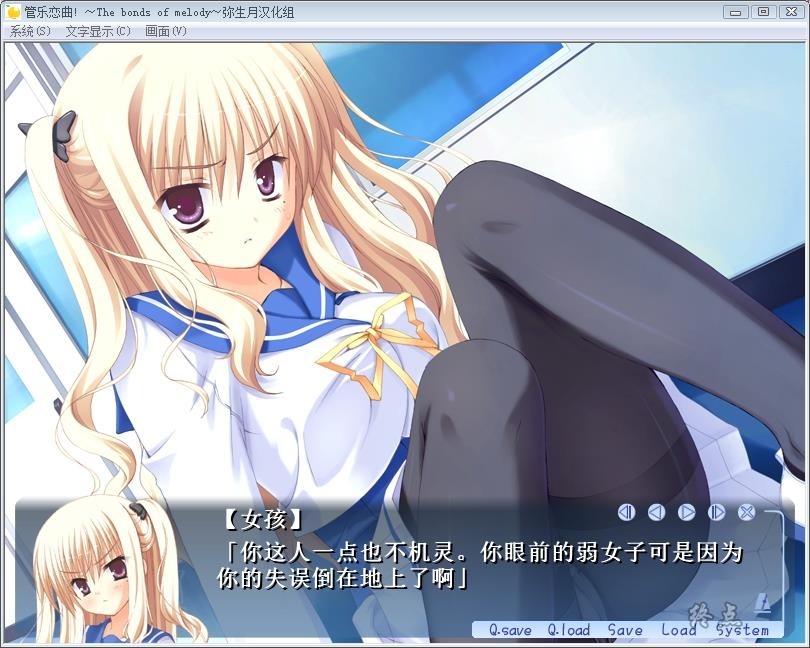 管乐恋曲! ～The bonds of melody～弥生月汉化组
系统(S) 文字显示(C) 画面(V)
【女孩】
「你这人一点也不机灵。你眼前的弱女子可是因为
你的失误倒在地上了啊」
终点
Q.save Q.load Save Load System